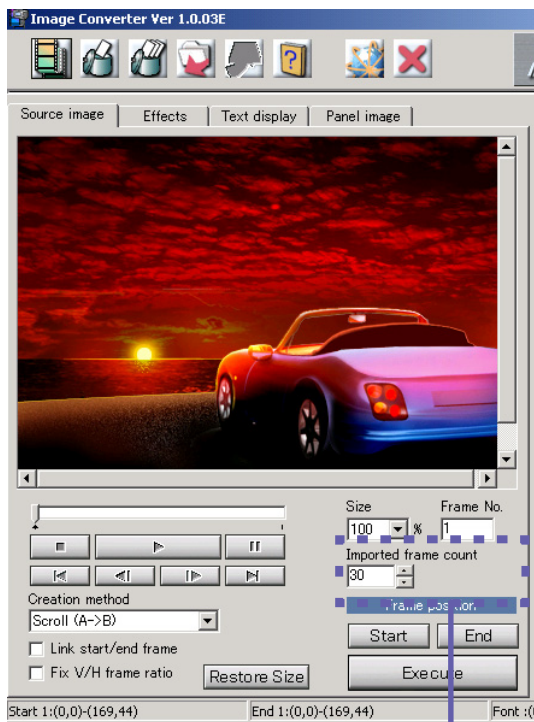 Image Converter Ver 1.0.03E
Source image Effects Text display Panel image
Size Frame No.
100 % 1
Imported frame count
30
Creation method
Frame position
Scroll (A->B)
Start End
Link start/end frame
Fix V/H frame ratio Restore Size Execute
Start 1:(0,0)-(169,44) End 1:(0,0)-(169,44) Font :(